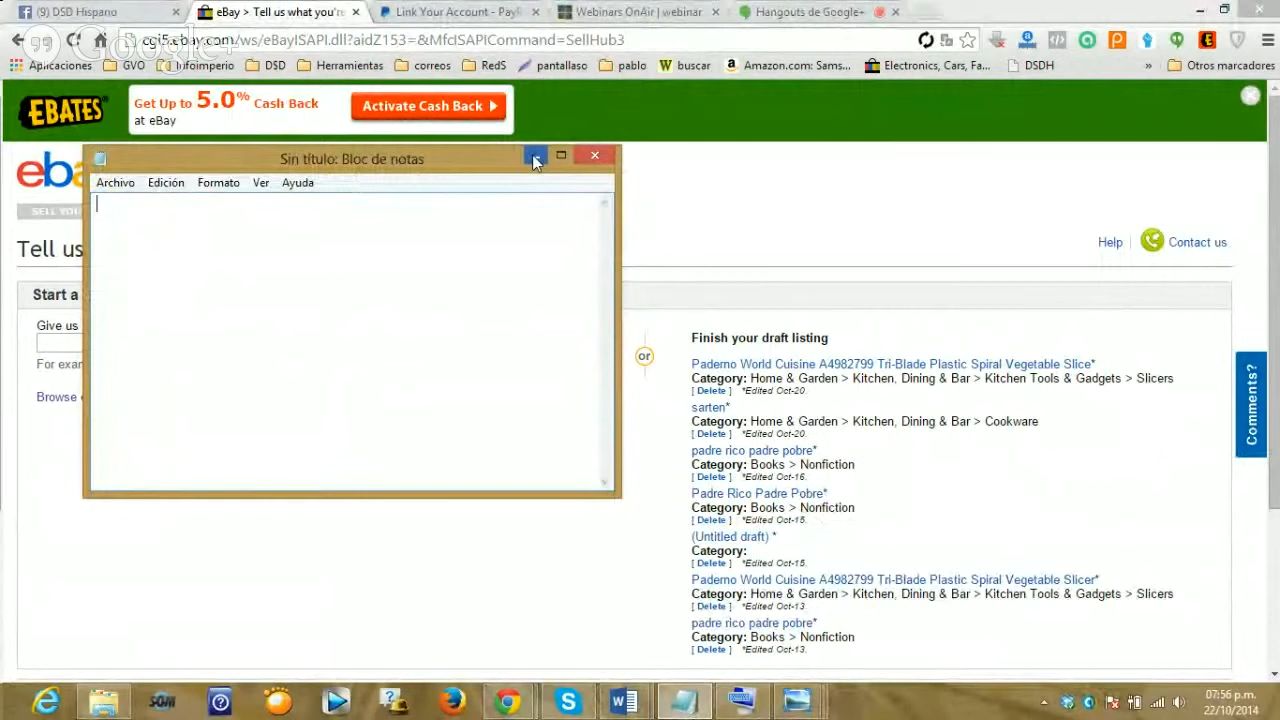 DSD Hispano
eBay > Tell us what you're
Link Your Account - PayP
Webinars OnAir | webinar
Hangouts de Google+
Google+
cgi5.ebay.com/ws/eBayISAPI.dll?aidZ153=&MfcISAPICommand=SellHub3
Aplicaciones
GVO
infoimperio
DSD
Herramientas
correos
RedS
pantallaso
pablo
buscar
Amazon.com: Sams...
Electronics, Cars, Fa...
DSDH
»
Otros marcadores
EBATES
Get Up to 5.0% Cash Back
at eBay
Activate Cash Back
Sin título: Bloc de notas
Archivo Edición Formato Ver Ayuda
SELL YOU
Tell us
Help
Contact us
Start a
Give us
For exam
Browse
or
Finish your draft listing
Paderno World Cuisine A4982799 Tri-Blade Plastic Spiral Vegetable Slice*
Category: Home & Garden > Kitchen, Dining & Bar > Kitchen Tools & Gadgets > Slicers
[ Delete ] *Edited Oct-20.
sarten*
Category: Home & Garden > Kitchen, Dining & Bar > Cookware
[ Delete ] *Edited Oct-20.
padre rico padre pobre*
Category: Books > Nonfiction
[ Delete ] *Edited Oct-16.
Padre Rico Padre Pobre*
Category: Books > Nonfiction
[ Delete ] *Edited Oct-15.
(Untitled draft) *
Category:
[ Delete ] *Edited Oct-15.
Paderno World Cuisine A4982799 Tri-Blade Plastic Spiral Vegetable Slicer*
Category: Home & Garden > Kitchen, Dining & Bar > Kitchen Tools & Gadgets > Slicers
[ Delete ] *Edited Oct-13.
padre rico padre pobre*
Category: Books > Nonfiction
[ Delete ] *Edited Oct-13.
Comments?
07:56 p.m.
22/10/2014